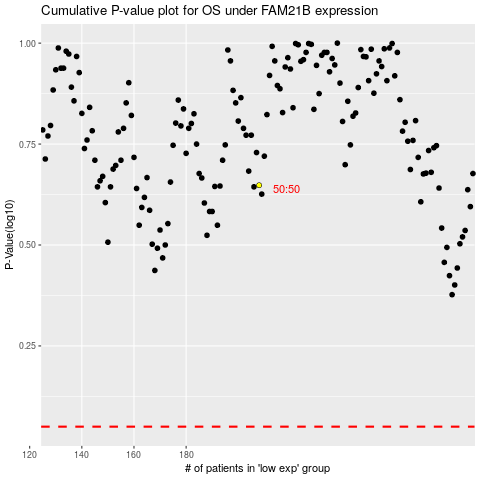 Cumulative P-value plot for OS under FAM21B expression
1.00
0.75
0.50
0.25
P-Value(log10)
50:50
120 140 160 180
# of patients in 'low exp' group